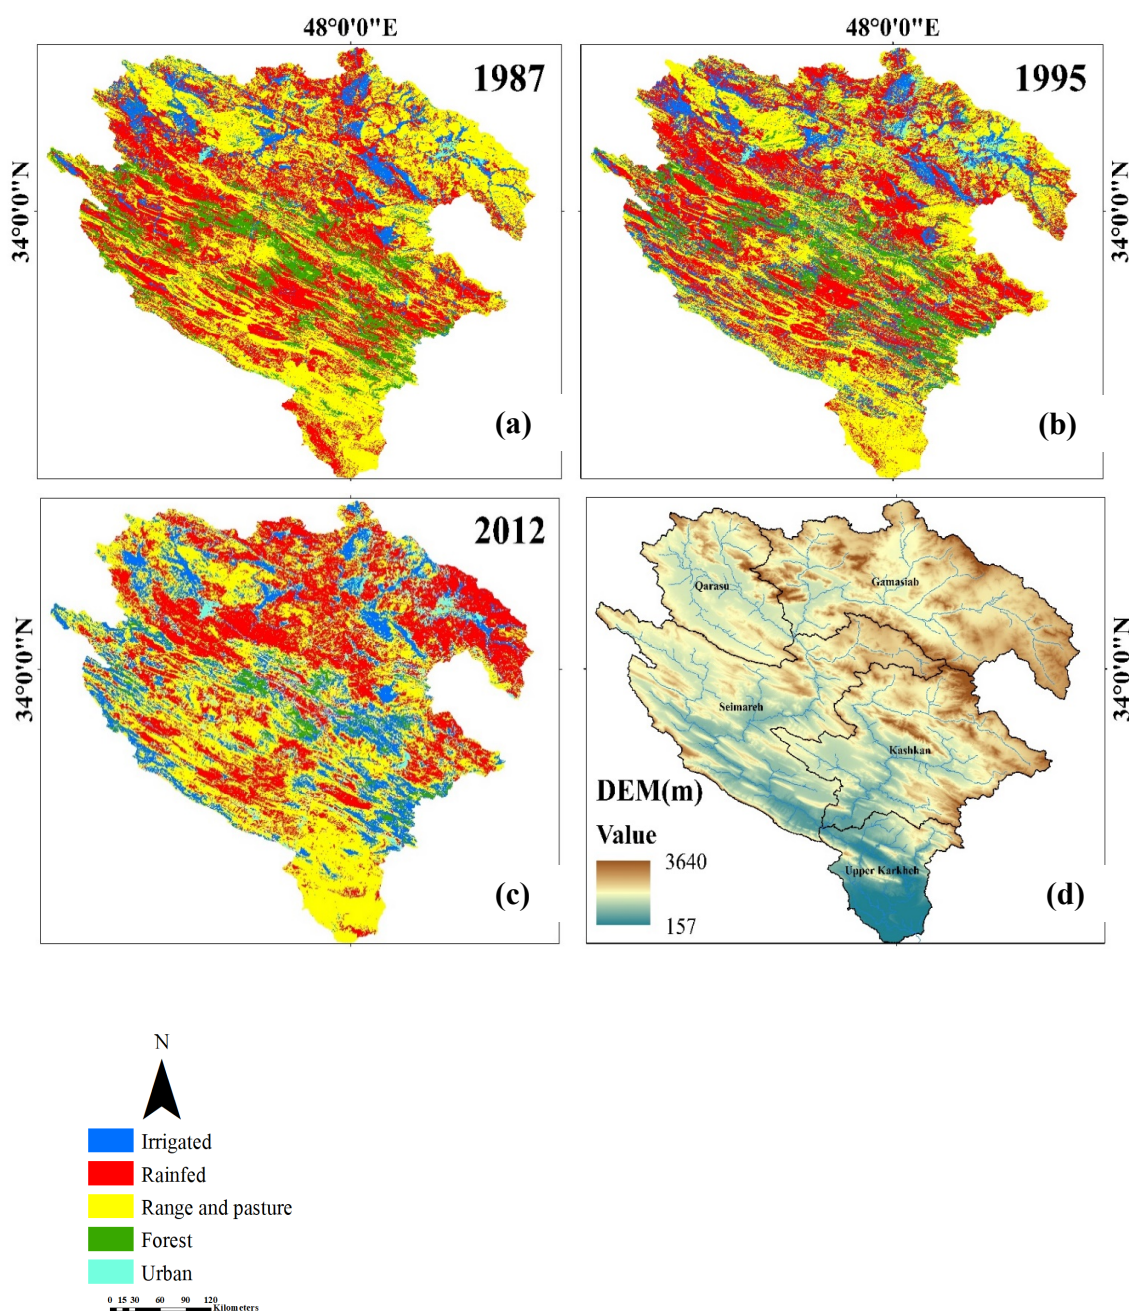 48°0'0"E
48°0'0"E
1987
1995
34°0'0"N
34°0'0"N
(a)
(b)
2012
Qarasu
Gamasiab
34°0'0"N
34°0'0"N
Seimareh
Kashkan
DEM(m)
Value
3640
157
Upper Karkheh
(c)
(d)
N
Irrigated
Rainfed
Range and pasture
Forest
Urban
0 15 30 60 90 120
Kilometers